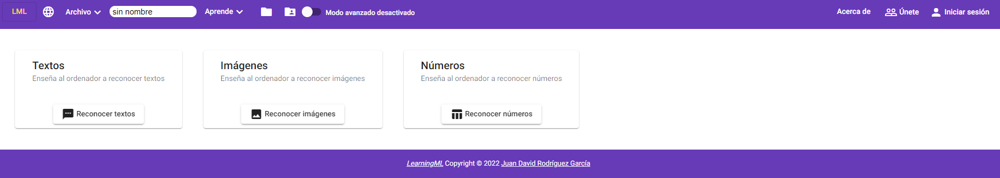 LML Archivo sin nombre Aprende Modo avanzado desactivado Acerca de Únete Iniciar sesión
Textos
Enseña al ordenador a reconocer textos
Reconocer textos
Imágenes
Enseña al ordenador a reconocer imágenes
Reconocer imágenes
Números
Enseña al ordenador a reconocer números
Reconocer números
LearningML Copyright © 2022 Juan David Rodríguez García